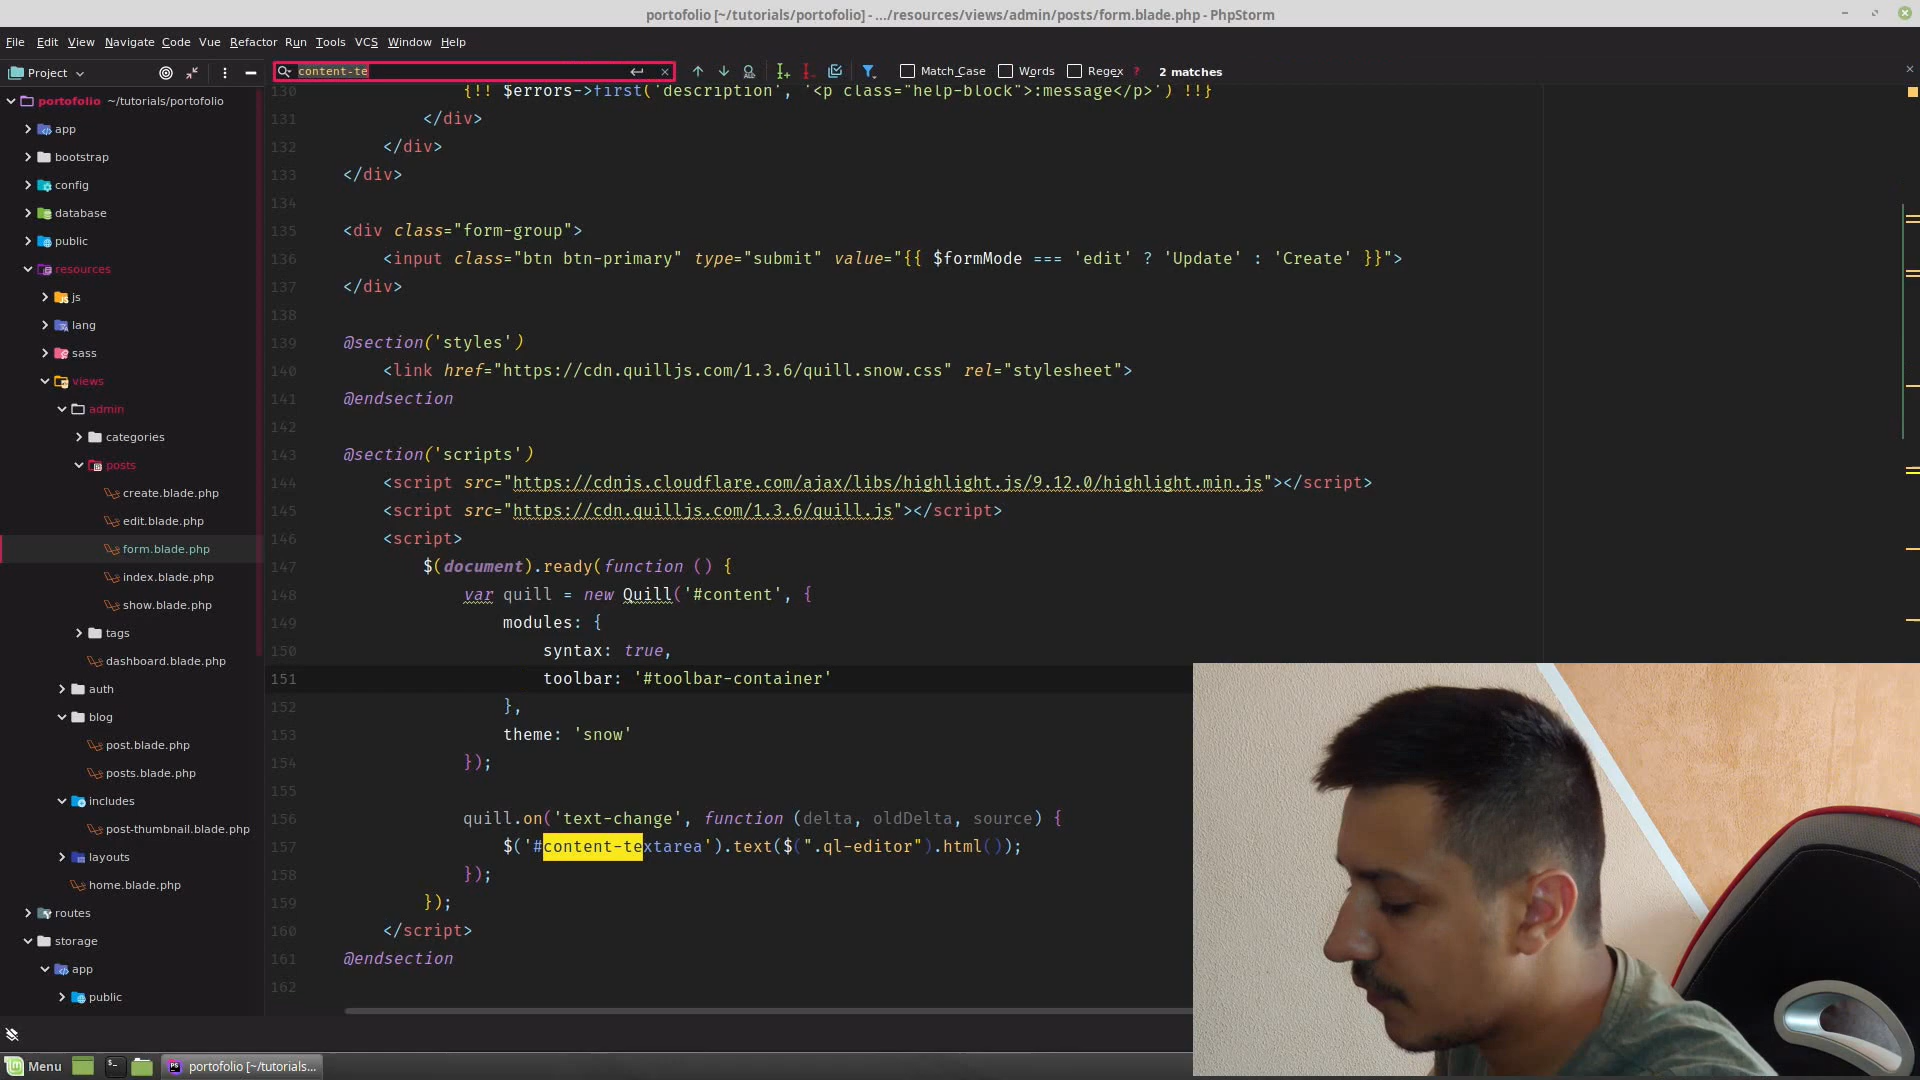 portofolio [~/tutorials/portofolio] - .../resources/views/admin/posts/form.blade.php - PhpStorm
File Edit View Navigate Code Vue Refactor Run Tools VCS Window Help
Project
content-te
Match Case Words Regex ? 2 matches
portofolio ~/tutorials/portofolio
app
bootstrap
config
database
public
resources
js
lang
sass
views
admin
categories
posts
create.blade.php
edit.blade.php
form.blade.php
index.blade.php
show.blade.php
tags
dashboard.blade.php
auth
blog
post.blade.php
posts.blade.php
includes
post-thumbnail.blade.php
layouts
home.blade.php
routes
storage
app
public
130 {!! $errors->first('description', '<p class="help-block">:message</p>') !!}
131 </div>
132 </div>
133 </div>
134
135 <div class="form-group">
136 <input class="btn btn-primary" type="submit" value="{{ $formMode === 'edit' ? 'Update' : 'Create' }}">
137 </div>
138
139 @section('styles')
140 <link href="https://cdn.quilljs.com/1.3.6/quill.snow.css" rel="stylesheet">
141 @endsection
142
143 @section('scripts')
144 <script src="https://cdnjs.cloudflare.com/ajax/libs/highlight.js/9.12.0/highlight.min.js"></script>
145 <script src="https://cdn.quilljs.com/1.3.6/quill.js"></script>
146 <script>
147 $(document).ready(function () {
148 var quill = new Quill('#content', {
149 modules: {
150 syntax: true,
151 toolbar: '#toolbar-container'
152 },
153 theme: 'snow'
154 });
155
156 quill.on('text-change', function (delta, oldDelta, source) {
157 $('#content-textarea').text($(".ql-editor").html());
158 });
159 });
160 </script>
161 @endsection
162
Menu
portofolio [~/tutorials...